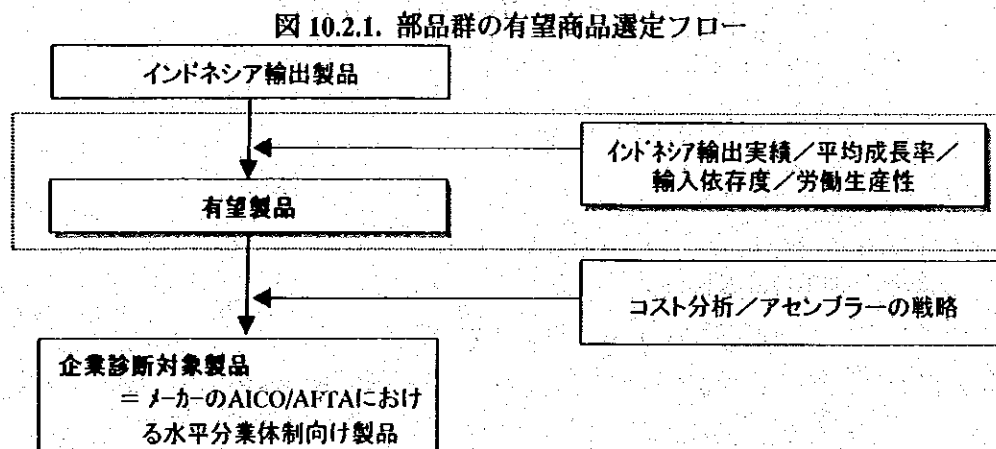 図 10.2.1. 部品群の有望商品選定フロー
インドネシア輸出製品
インドネシア輸出実績／平均成長率／
輸入依存度／労働生産性
有望製品
コスト分析／アセンブラーの戦略
企業診断対象製品
＝ メーカーのAICO/AFTAにおけ
る水平分業体制向け製品